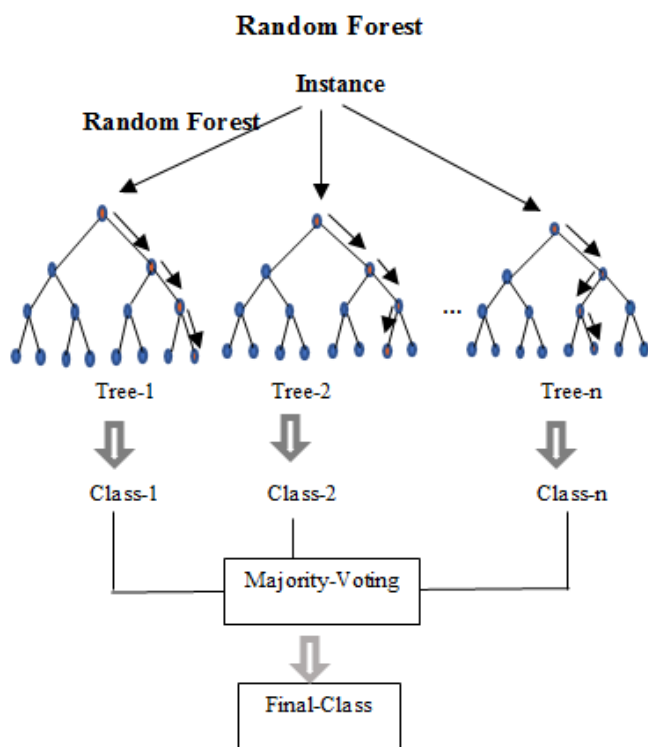 Random Forest
Instance
Random Forest
...
Tree-1 Tree-2 Tree-n
Class-1 Class-2 Class-n
Majority-Voting
Final-Class